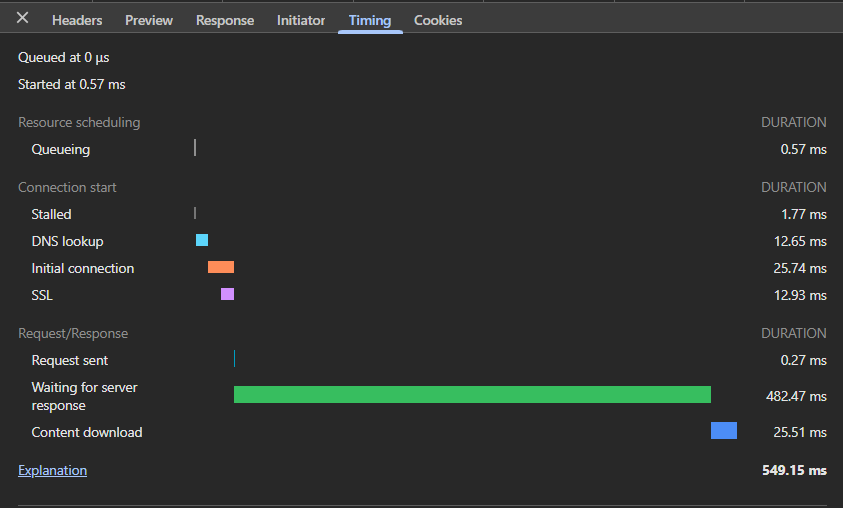 Headers Preview Response Initiator Timing Cookies
Queued at 0 μs
Started at 0.57 ms
Resource scheduling DURATION
Queueing 0.57 ms
Connection start DURATION
Stalled 1.77 ms
DNS lookup 12.65 ms
Initial connection 25.74 ms
SSL 12.93 ms
Request/Response DURATION
Request sent 0.27 ms
Waiting for server
response 482.47 ms
Content download 25.51 ms
Explanation 549.15 ms